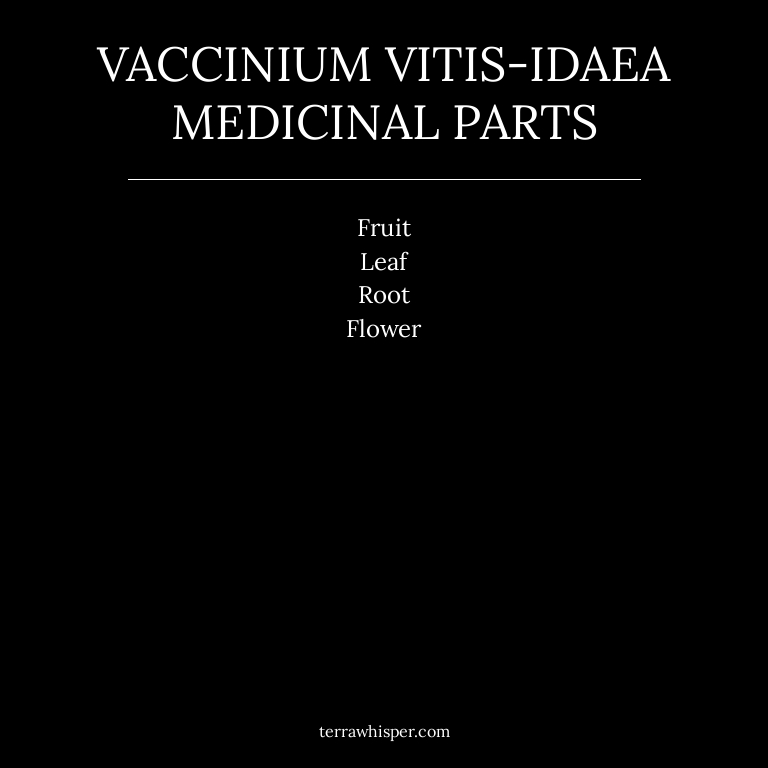 VACCINIUM VITIS-IDAEA
MEDICINAL PARTS
Fruit
Leaf
Root
Flower
terrawhisper.com